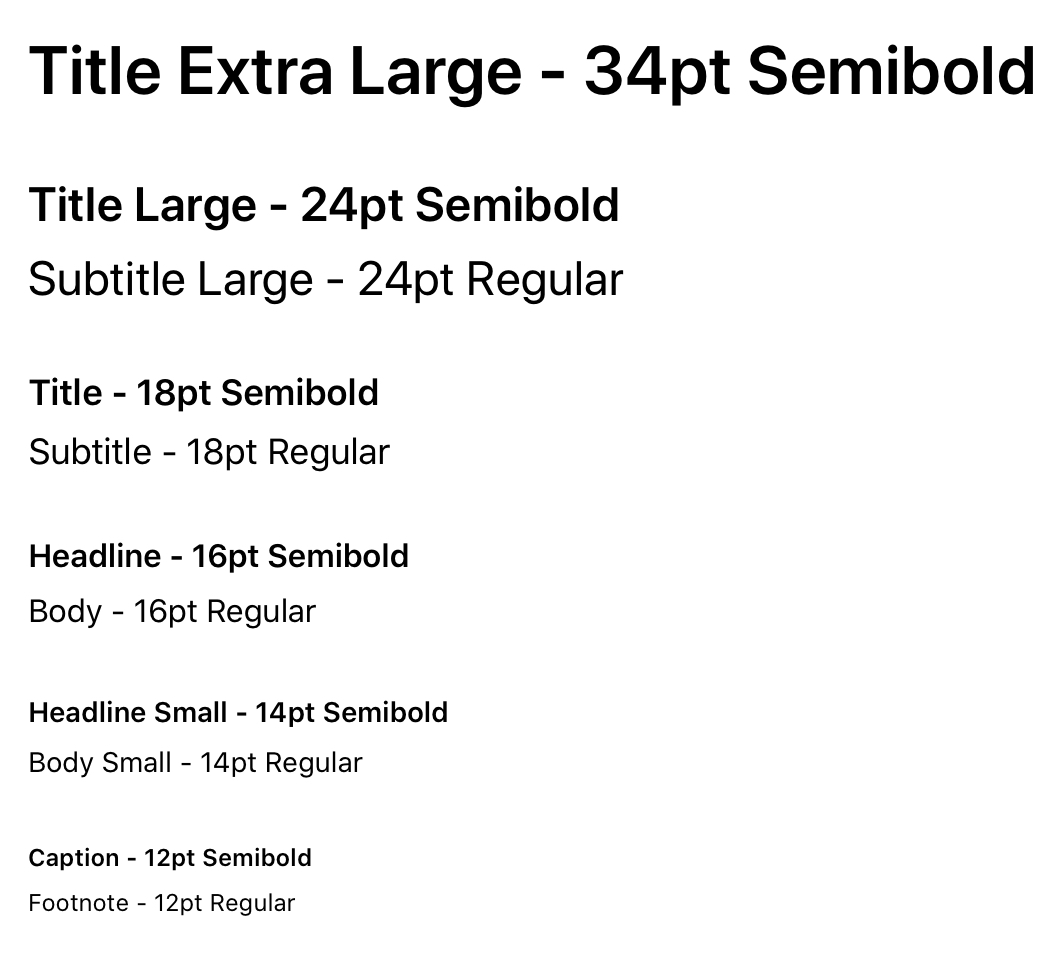 Title Extra Large - 34pt Semibold
Title Large - 24pt Semibold
Subtitle Large - 24pt Regular
Title - 18pt Semibold
Subtitle - 18pt Regular
Headline - 16pt Semibold
Body - 16pt Regular
Headline Small - 14pt Semibold
Body Small - 14pt Regular
Caption - 12pt Semibold
Footnote - 12pt Regular